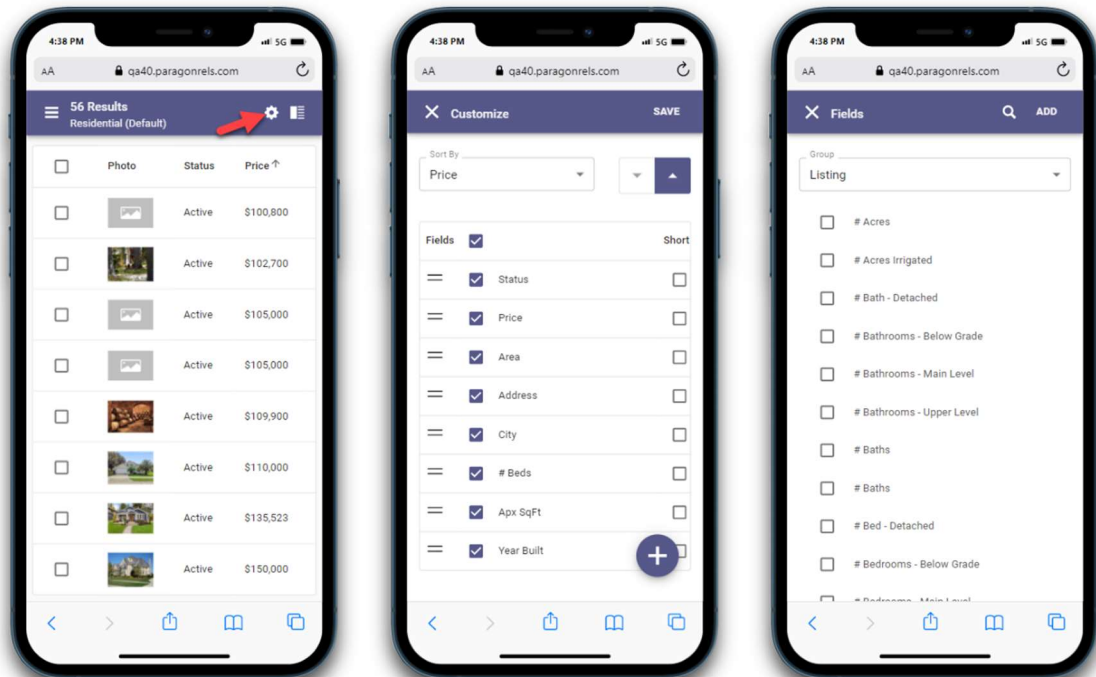 4:38 PM
5G
AA
qa40.paragonrels.com
56 Results
Residential (Default)
Photo
Status
Price
Active
$100,800
Active
$102,700
Active
$105,000
Active
$105,000
Active
$109,900
Active
$110,000
Active
$135,523
Active
$150,000
4:38 PM
5G
AA
qa40.paragonrels.com
Customize
SAVE
Sort By
Price
Fields
Short
Status
Price
Area
Address
City
# Beds
Apx SqFt
Year Built
4:38 PM
5G
AA
qa40.paragonrels.com
Fields
ADD
Group
Listing
# Acres
# Acres Irrigated
# Bath - Detached
# Bathrooms - Below Grade
# Bathrooms - Main Level
# Bathrooms - Upper Level
# Baths
# Baths
# Bed - Detached
# Bedrooms - Below Grade
# Bedrooms - Main Level